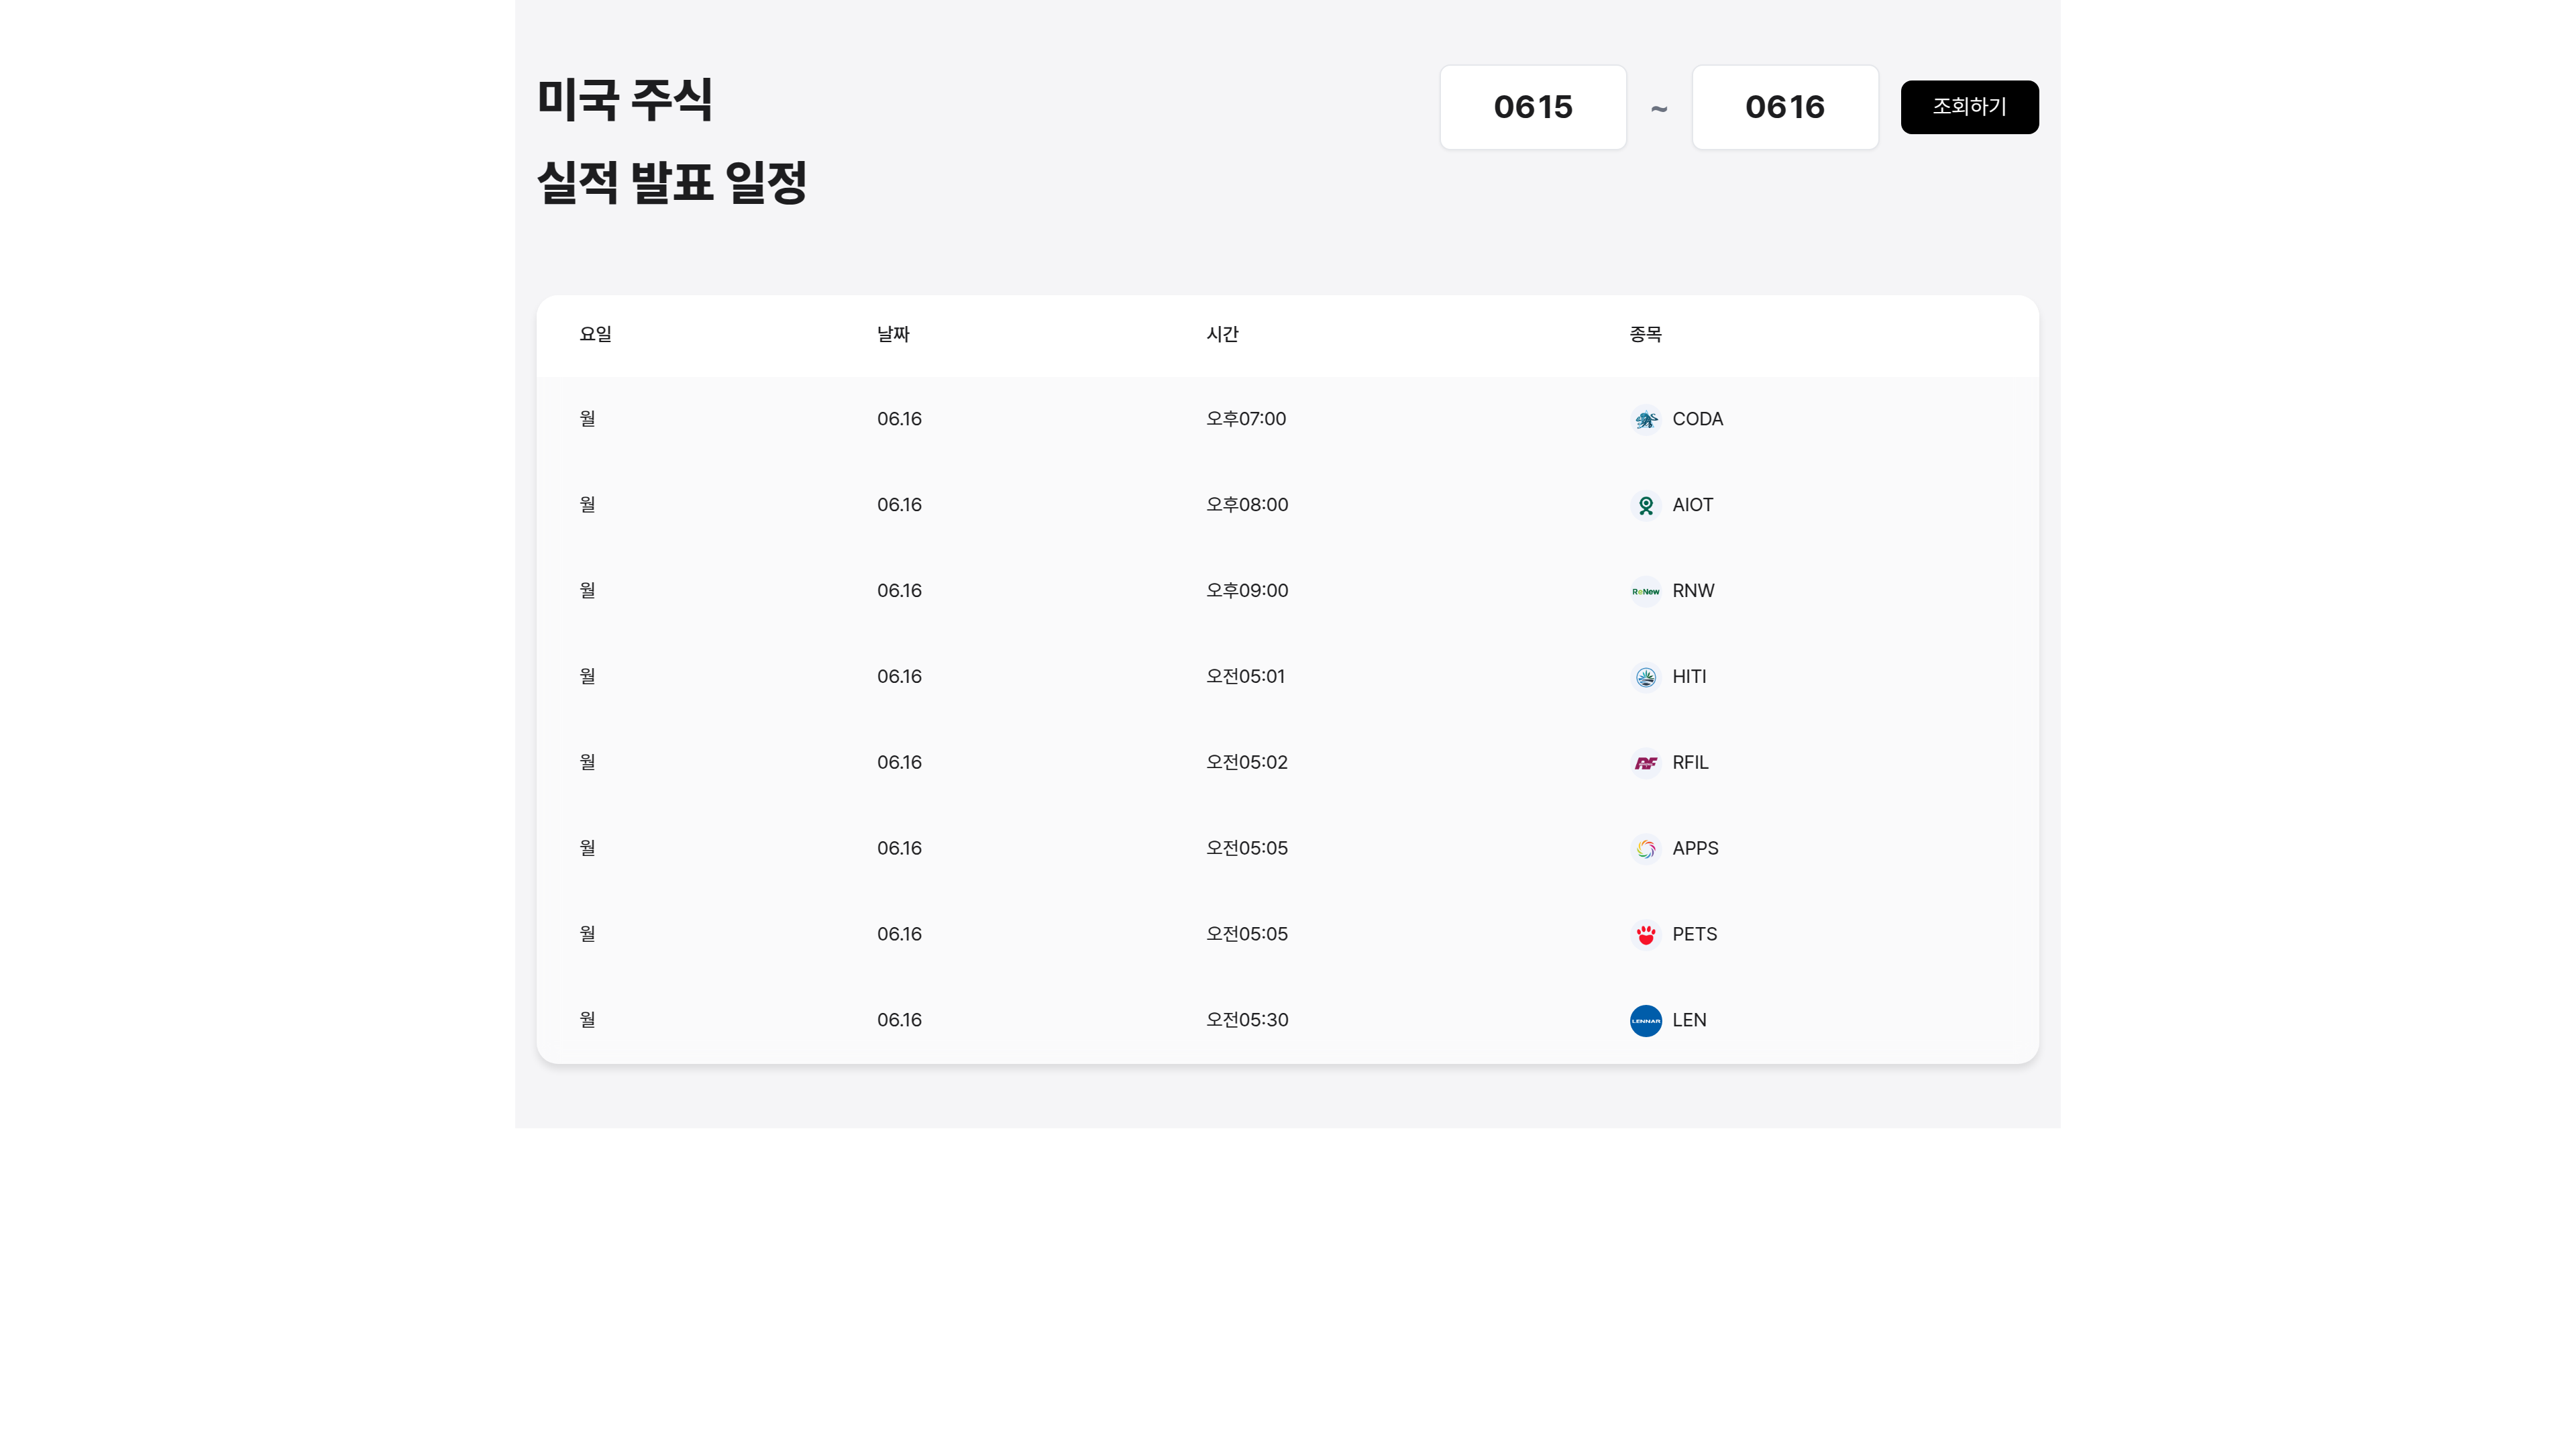 미국 주식
실적 발표 일정
0615 ~ 0616 조회하기
요일 날짜 시간 종목
월 06.16 오후07:00 CODA
월 06.16 오후08:00 AIOT
월 06.16 오후09:00 ReNew RNW
월 06.16 오전05:01 HITI
월 06.16 오전05:02 RF RFIL
월 06.16 오전05:05 APPS
월 06.16 오전05:05 PETS
월 06.16 오전05:30 LENNAR LEN